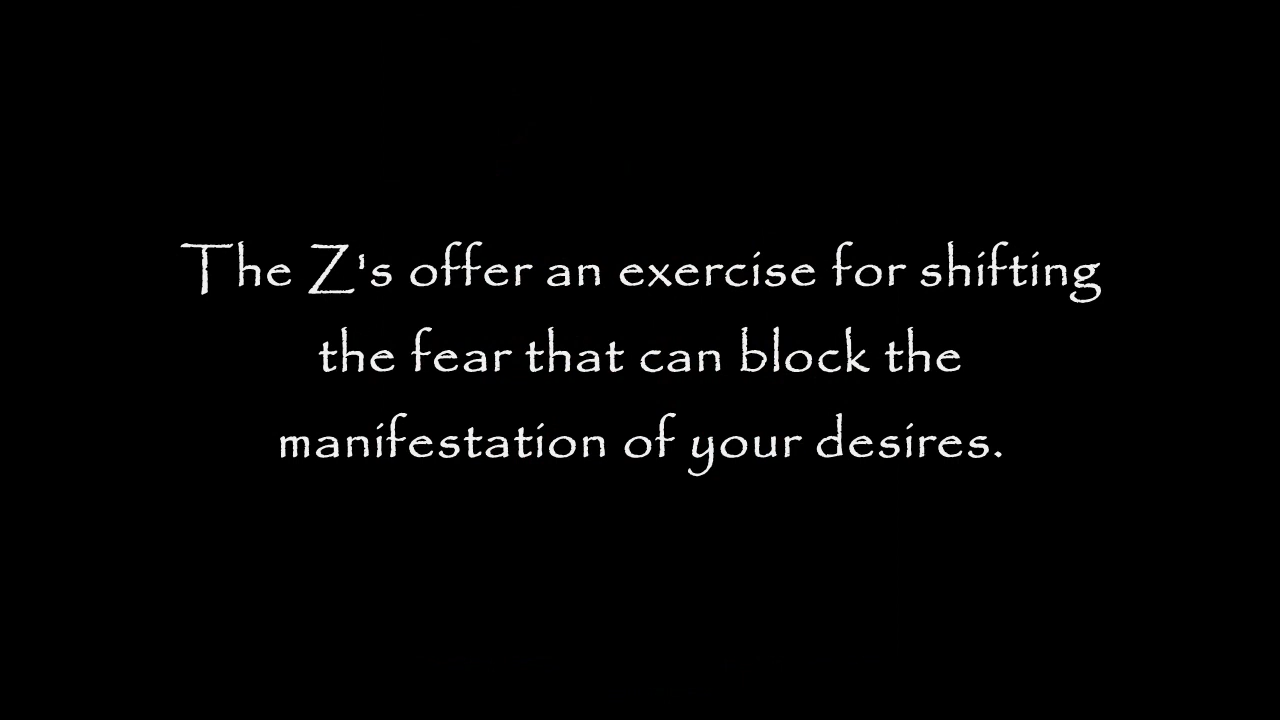 The Z's offer an exercise for shifting
the fear that can block the
manifestation of your desires.